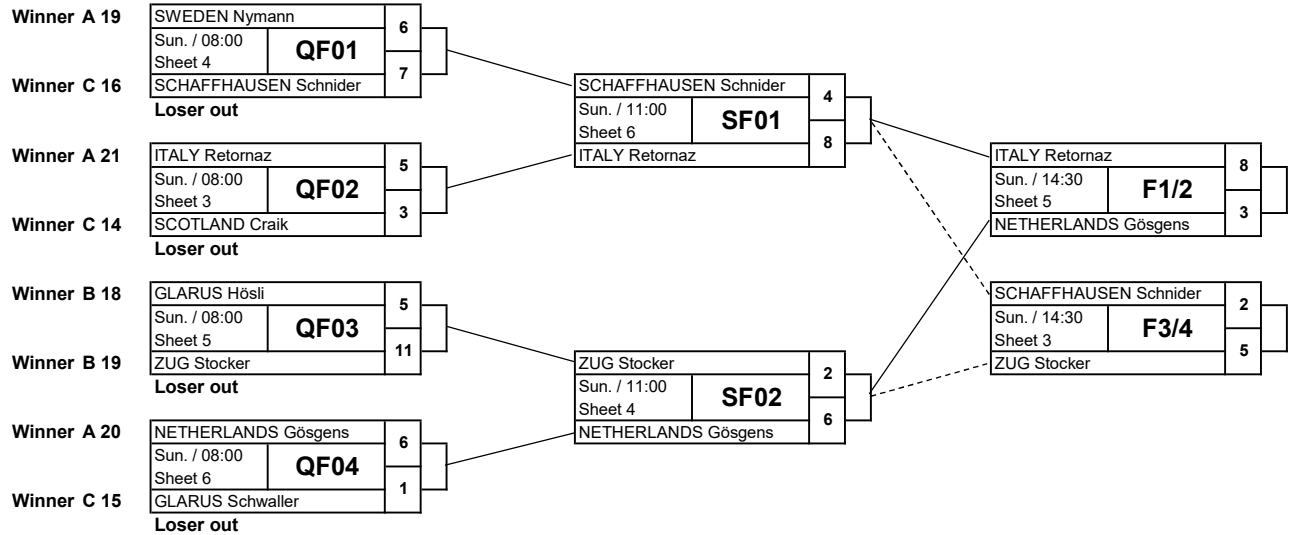 Winner A 19
SWEDEN Nymann
6
Sun. / 08:00
Sheet 4
QF01
7
Winner C 16
SCHAFFHAUSEN Schnider
Loser out
Winner A 21
ITALY Retornaz
5
Sun. / 08:00
Sheet 3
QF02
3
Winner C 14
SCOTLAND Craik
Loser out
Winner B 18
GLARUS Hösli
5
Sun. / 08:00
Sheet 5
QF03
11
Winner B 19
ZUG Stocker
Loser out
Winner A 20
NETHERLANDS Gösgens
6
Sun. / 08:00
Sheet 6
QF04
1
Winner C 15
GLARUS Schwaller
Loser out
SCHAFFHAUSEN Schnider
4
Sun. / 11:00
Sheet 6
SF01
8
ITALY Retornaz
ZUG Stocker
2
Sun. / 11:00
Sheet 4
SF02
6
NETHERLANDS Gösgens
ITALY Retornaz
8
Sun. / 14:30
Sheet 5
F1/2
3
NETHERLANDS Gösgens
SCHAFFHAUSEN Schnider
2
Sun. / 14:30
Sheet 3
F3/4
5
ZUG Stocker